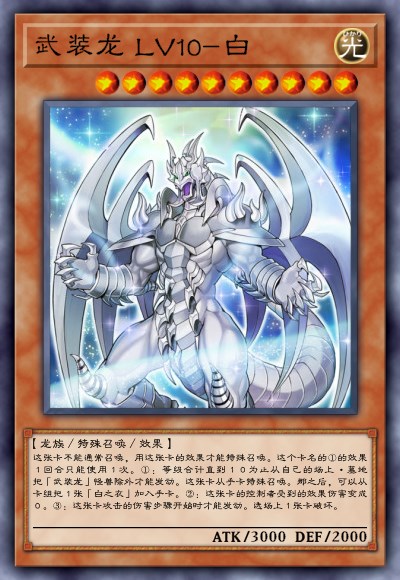 武装龙 LV10-白
光
【龙族/特殊召唤/效果】
这张卡不能通常召唤，用这张卡的效果才能特殊召唤。这个卡名的①的效果
1回合只能使用1次。①：等级合计直到10为止从自己的场上·墓地
把「武装龙」怪兽除外才能发动。这张卡从手卡特殊召唤。那之后，可以从
卡组把1张「白之衣」加入手卡。②：这张卡的控制者受到的效果伤害变成
0。③：这张卡攻击的伤害步骤开始时才能发动。选场上1张卡破坏。
ATK/3000 DEF/2000